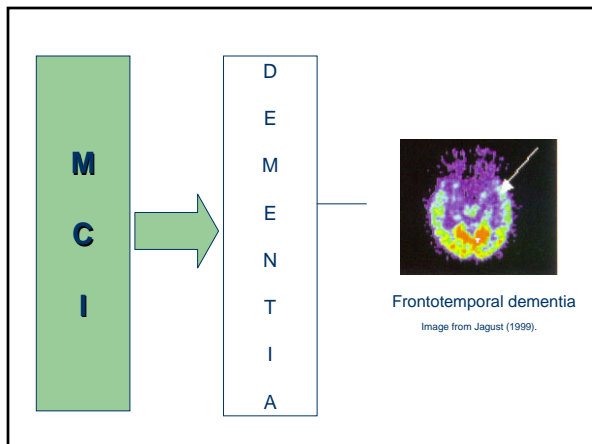 M
C
I
D
E
M
E
N
T
I
A
Frontotemporal dementia
Image from Jagust (1999).